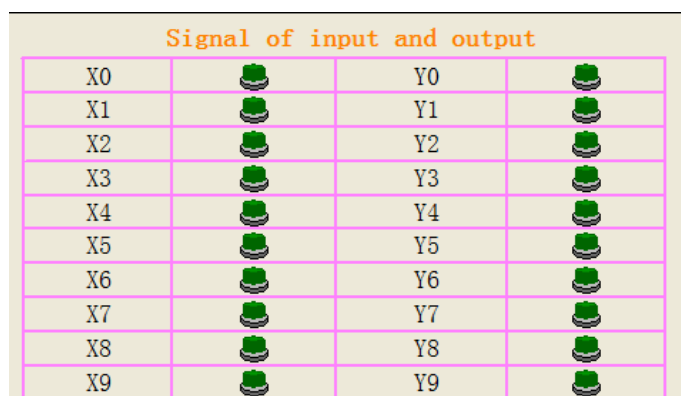 Signal of input and output
X0 Y0
X1 Y1
X2 Y2
X3 Y3
X4 Y4
X5 Y5
X6 Y6
X7 Y7
X8 Y8
X9 Y9